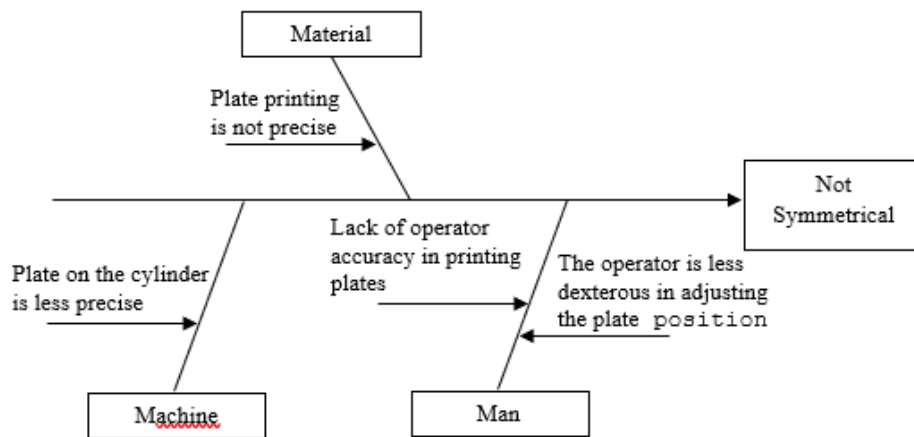 Material
Plate printing
is not precise
Not
Symmetrical
Lack of operator
accuracy in printing
plates
Plate on the cylinder
is less precise
The operator is less
dexterous in adjusting
the plate position
Machine
Man